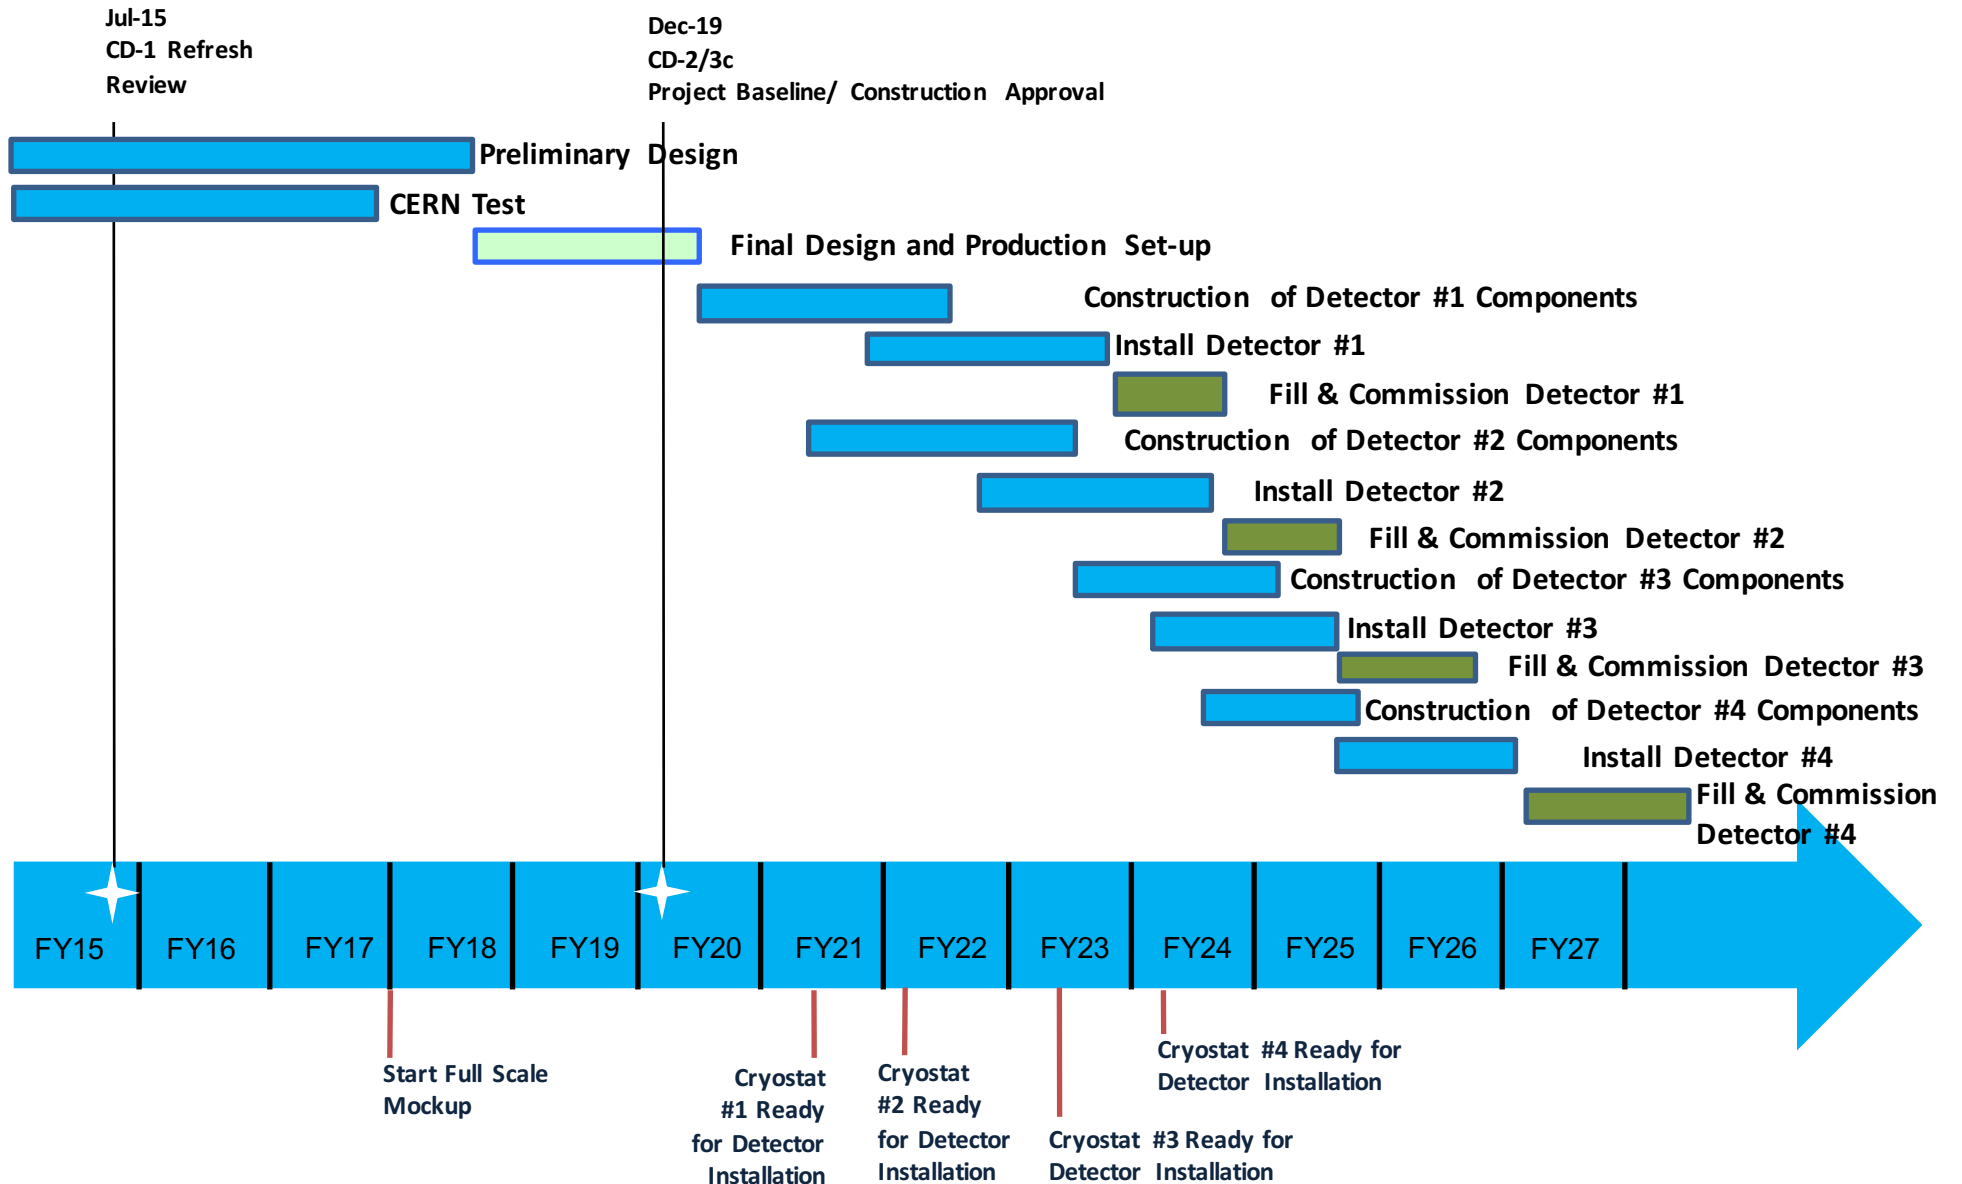 Jul-15
CD-1 Refresh
Review
Dec-19
CD-2/3c
Project Baseline/ Construction Approval
Preliminary Design
CERN Test
Final Design and Production Set-up
Construction of Detector #1 Components
Install Detector #1
Fill & Commission Detector #1
Construction of Detector #2 Components
Install Detector #2
Fill & Commission Detector #2
Construction of Detector #3 Components
Install Detector #3
Fill & Commission Detector #3
Construction of Detector #4 Components
Install Detector #4
Fill & Commission
Detector #4
FY15 FY16 FY17 FY18 FY19 FY20 FY21 FY22 FY23 FY24 FY25 FY26 FY27
Start Full Scale
Mockup
Cryostat
#1 Ready
for Detector
Installation
Cryostat
#2 Ready
for Detector
Installation
Cryostat #3 Ready for
Detector Installation
Cryostat #4 Ready for
Detector Installation